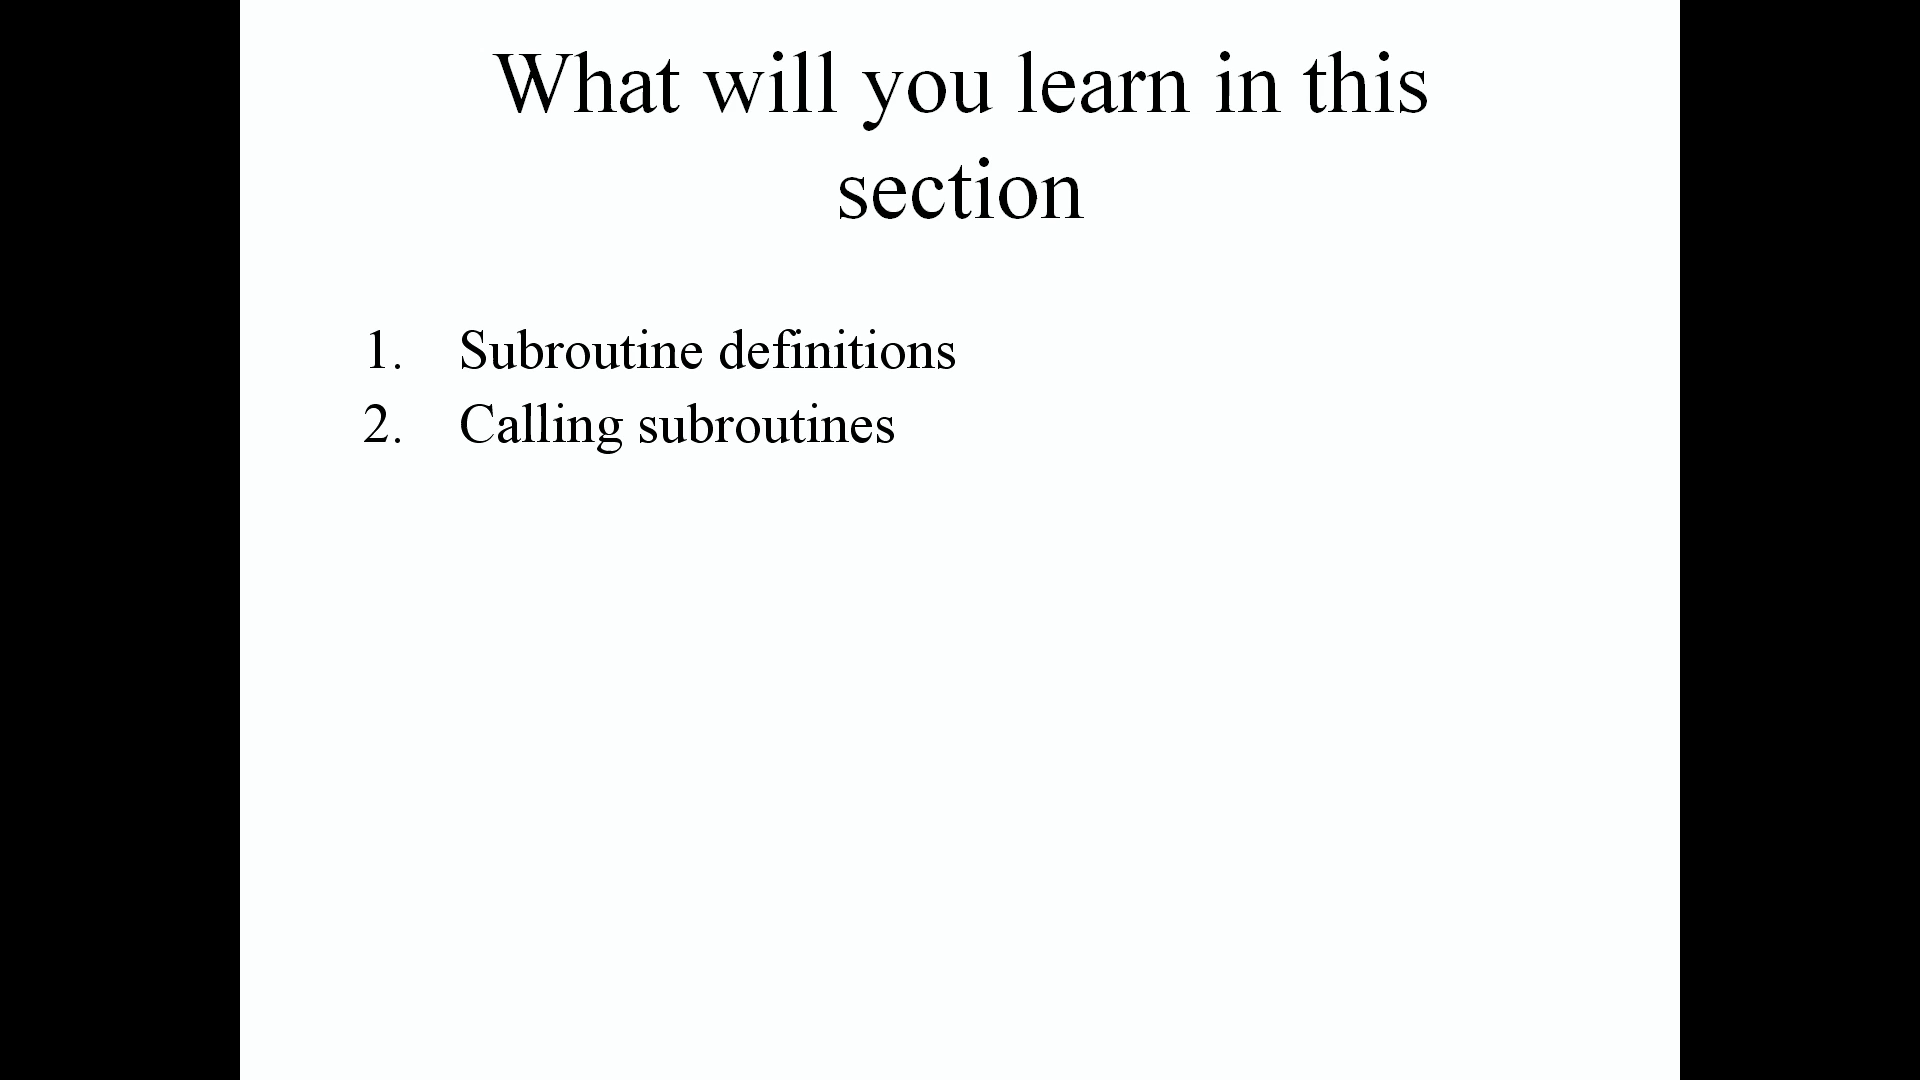 What will you learn in this
section
1. Subroutine definitions
2. Calling subroutines